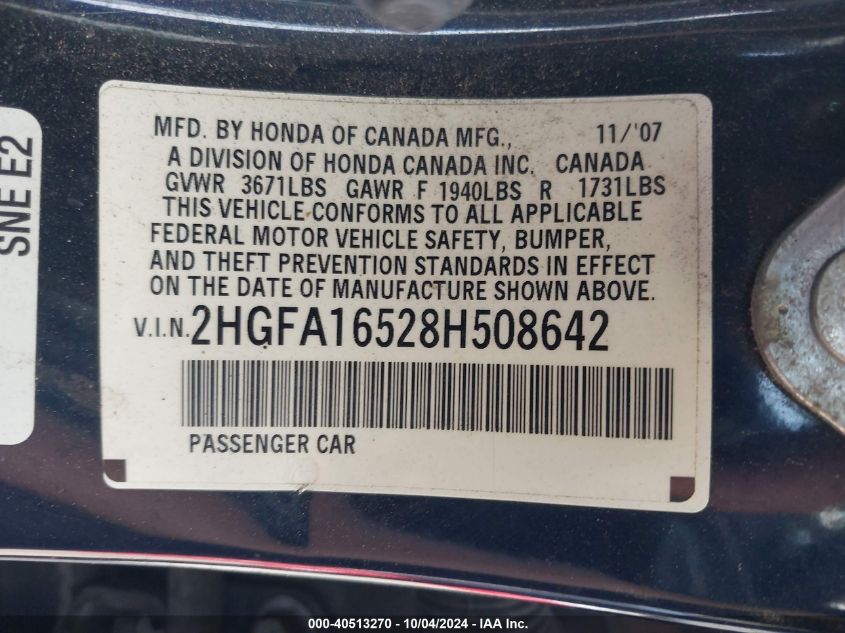 SNE E2
MFD. BY HONDA OF CANADA MFG., 11/'07
A DIVISION OF HONDA CANADA INC. CANADA
GVWR 3671LBS GAWR F 1940LBS R 1731LBS
THIS VEHICLE CONFORMS TO ALL APPLICABLE
FEDERAL MOTOR VEHICLE SAFETY, BUMPER,
AND THEFT PREVENTION STANDARDS IN EFFECT
ON THE DATE OF MANUFACTURE SHOWN ABOVE.
V.I.N. 2HGFA16528H508642
PASSENGER CAR
000-40513270 - 10/04/2024 - IAA Inc.